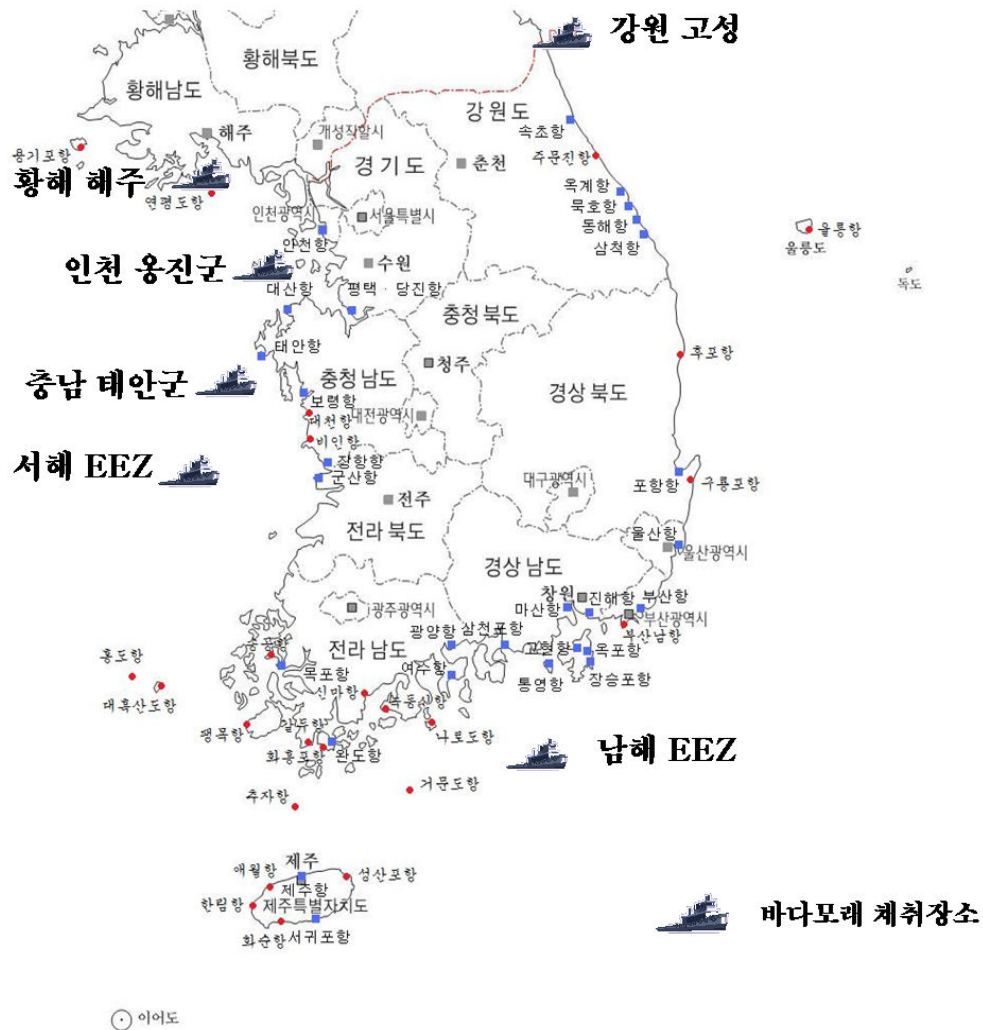 강원 고성
황해북도
황해남도
강원도
속초항
해주
개성직할시
경기도
춘천
주문진항
용기포항
황해 해주
연평도항
옥계항
묵호항
동해항
삼척항
인천광역시
서울특별시
인천항
울릉항
울릉도
독도
인천 옹진군
수원
대산항
평택 · 당진항
충청북도
태안항
청주
후포항
충남 태안군
충청남도
경상북도
보령항
대천항
대전광역시
비인항
서해 EEZ
장항항
군산항
대구광역시
포항항
구룡포항
전주
전라북도
울산항
울산광역시
경상남도
창원
마산항
진해항
부산항
광주광역시
부산광역시
부산남항
광양항
삼천포항
고현항
옥포항
전라남도
송공항
홍도항
목포항
여수항
통영항
장승포항
대흑산도항
신마항
녹동신항
팽목항
갈두항
나로도항
화흥포항
완도항
남해 EEZ
거문도항
추자항
제주
애월항
성산포항
제주항
한림항
제주특별자치도
화순항
서귀포항
바다모래 채취장소
이어도